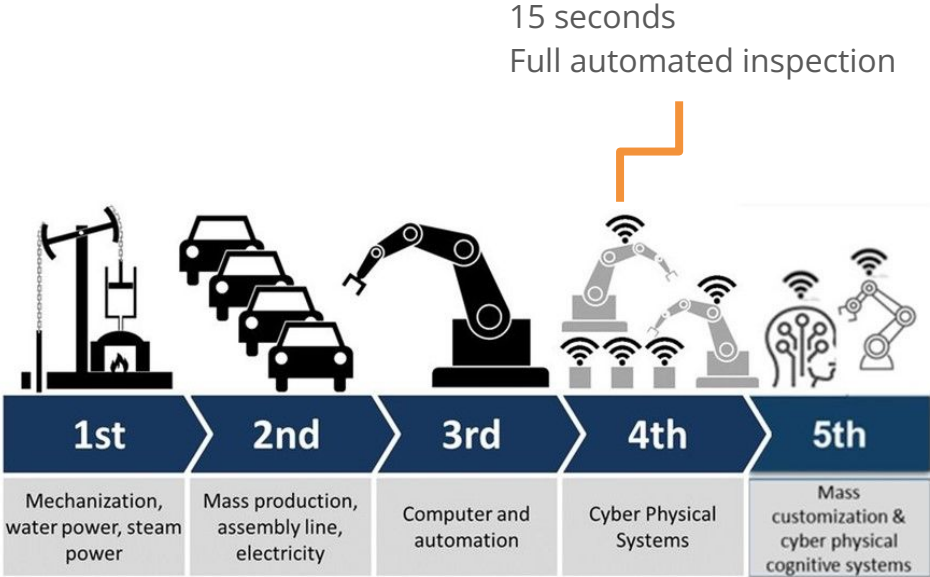 15 seconds
Full automated inspection
1st
2nd
3rd
4th
5th
Mechanization,
water power, steam
power
Mass production,
assembly line,
electricity
Computer and
automation
Cyber Physical
Systems
Mass
customization &
cyber physical
cognitive systems